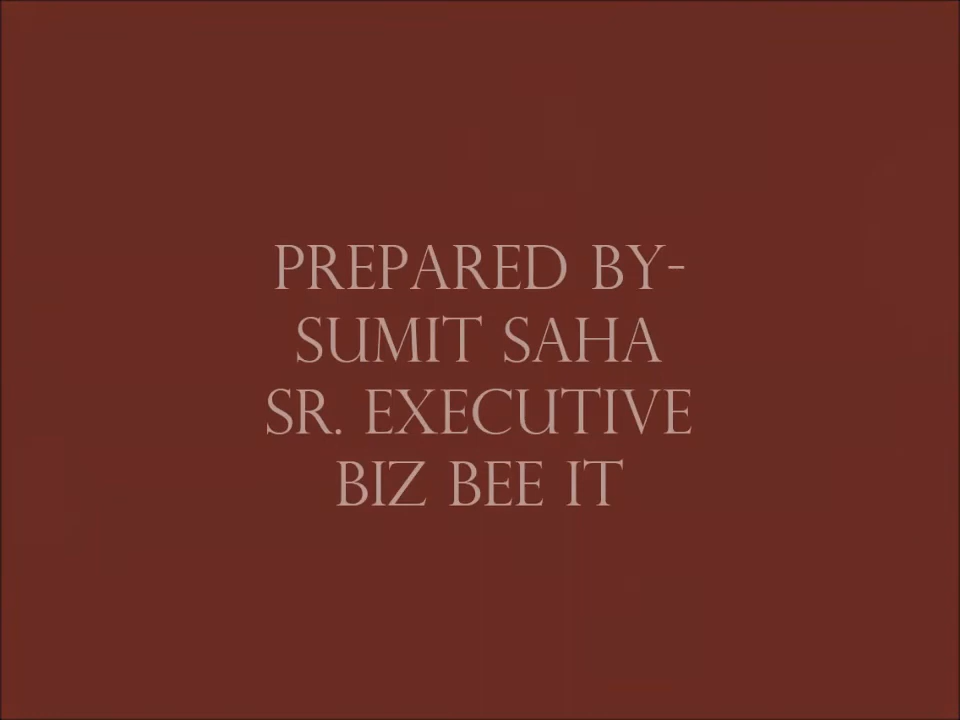 PREPARED BY-
SUMIT SAHA
SR. EXECUTIVE
BIZ BEE IT